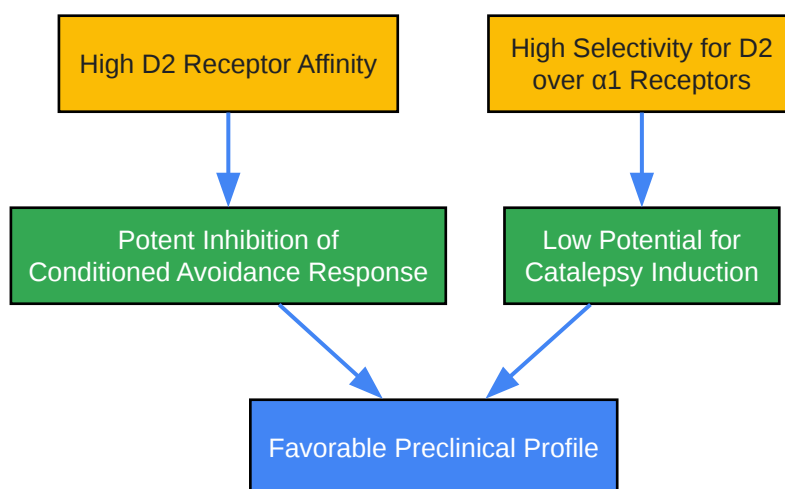 High D2 Receptor Affinity
High Selectivity for D2
over α1 Receptors
Potent Inhibition of
Conditioned Avoidance Response
Low Potential for
Catalepsy Induction
Favorable Preclinical Profile